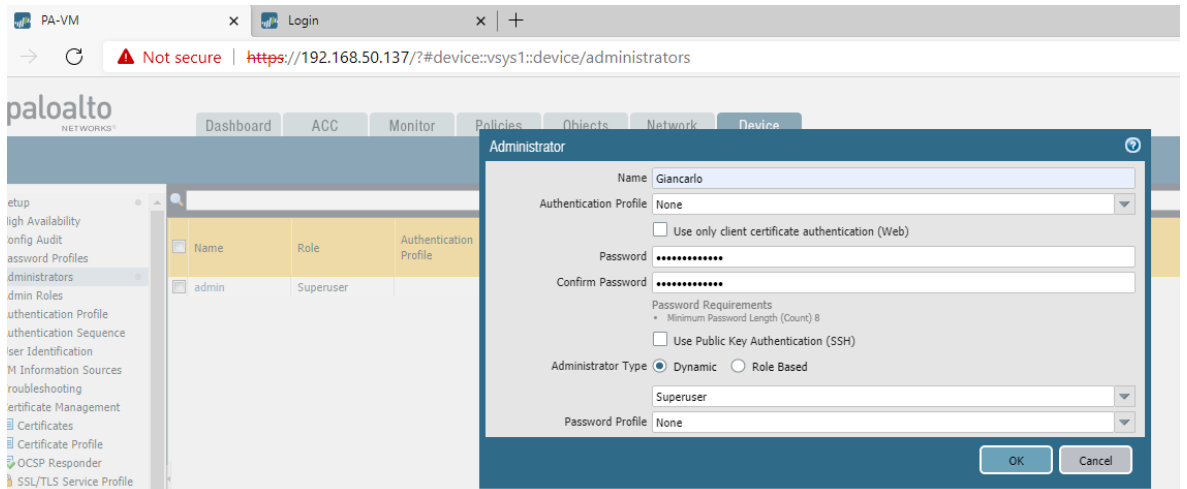 PA-VM
Login
Not secure | https://192.168.50.137/?#device::vsys1::device/administrators
paloalto
NETWORKS®
Dashboard ACC Monitor Policies Objects Network Device
Administrator
Name Giancarlo
Authentication Profile None
Use only client certificate authentication (Web)
Password •••••••••••••
Confirm Password •••••••••••••
Password Requirements
• Minimum Password Length (Count) 8
Use Public Key Authentication (SSH)
Administrator Type Dynamic Role Based
Superuser
Password Profile None
OK Cancel
etup
igh Availability
onfig Audit
assword Profiles
dministrators
dmin Roles
uthentication Profile
uthentication Sequence
ser Identification
M Information Sources
roubleshooting
ertificate Management
Certificates
Certificate Profile
OCSP Responder
SSL/TLS Service Profile
Name Role Authentication
Profile
admin Superuser